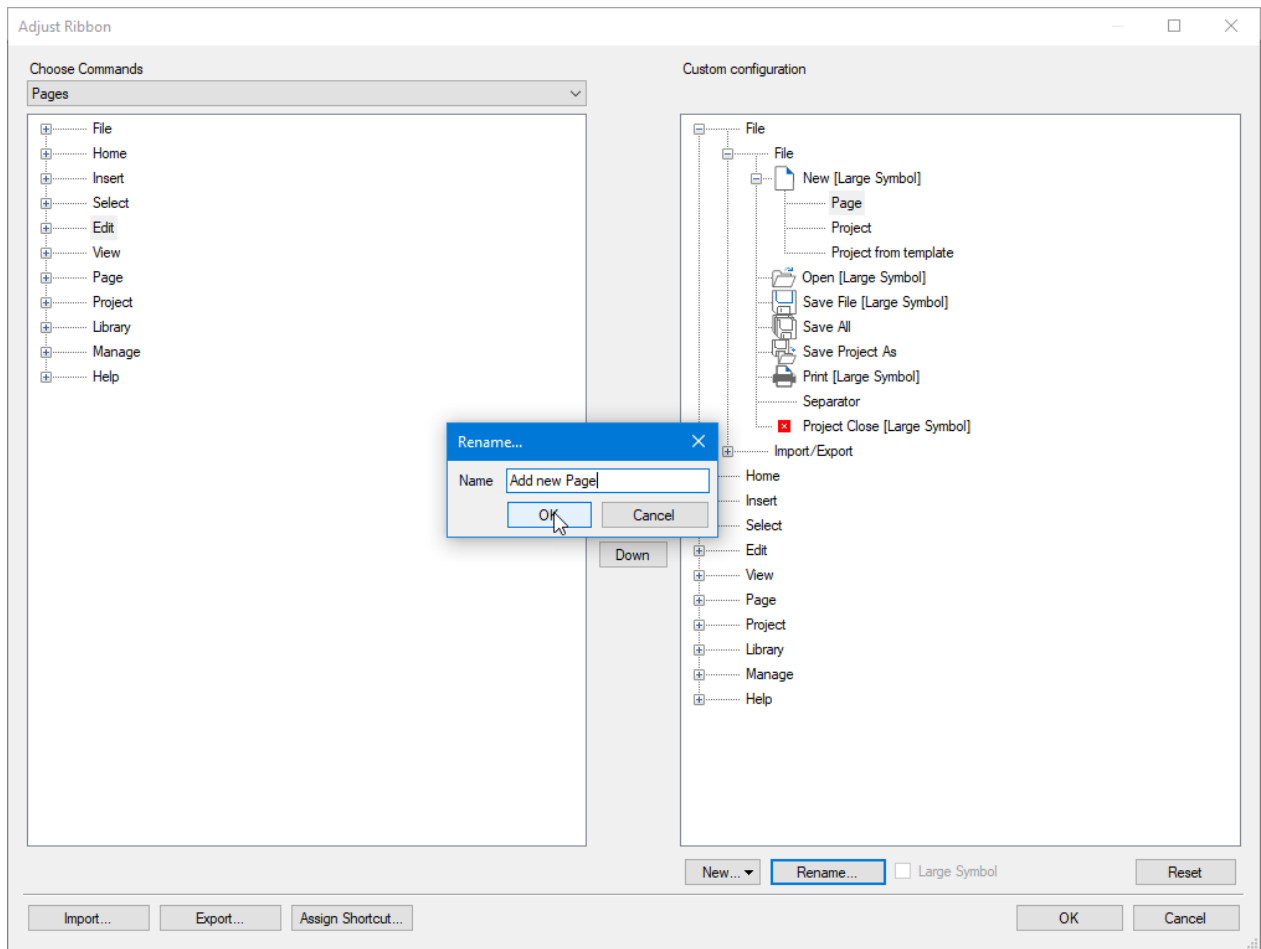 Adjust Ribbon
Choose Commands
Pages
File
Home
Insert
Select
Edit
View
Page
Project
Library
Manage
Help
Custom configuration
File
File
New [Large Symbol]
Page
Project
Project from template
Open [Large Symbol]
Save File [Large Symbol]
Save All
Save Project As
Print [Large Symbol]
Separator
Project Close [Large Symbol]
Import/Export
Home
Insert
Select
Edit
View
Page
Project
Library
Manage
Help
Rename...
Name Add new Page
OK Cancel
Down
New... Rename... Large Symbol Reset
Import... Export... Assign Shortcut... OK Cancel